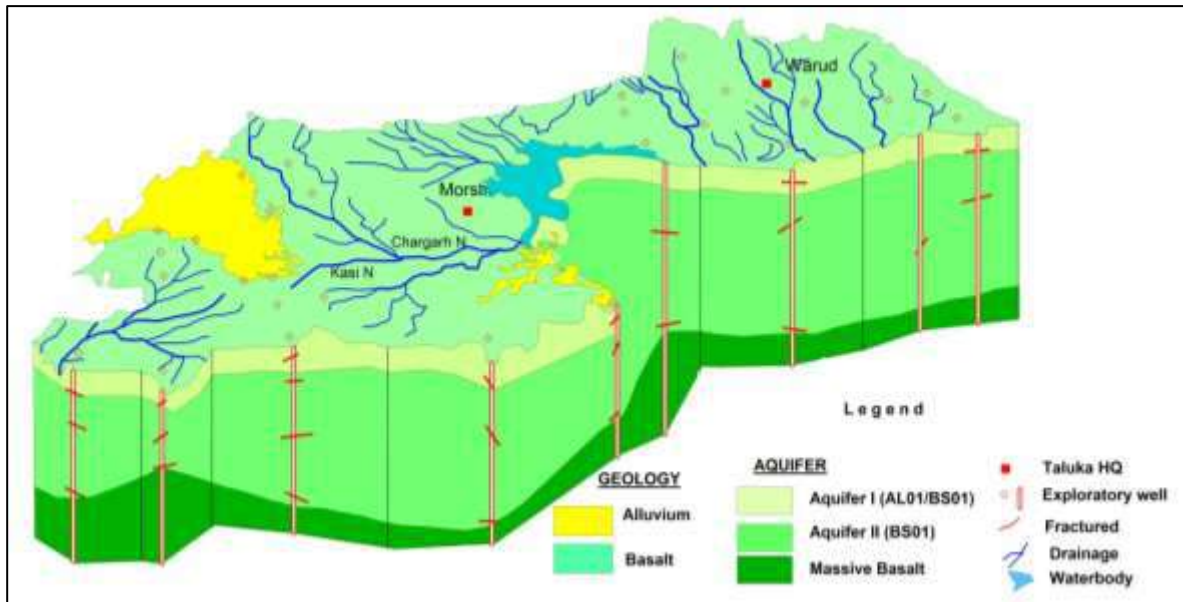 Warud
Morshi
Chargarh N
Kasi N
Legend
GEOLOGY
Alluvium
Basalt
AQUIFER
Aquifer I (AL01/BS01)
Aquifer II (BS01)
Massive Basalt
Taluka HQ
Exploratory well
Fractured
Drainage
Waterbody